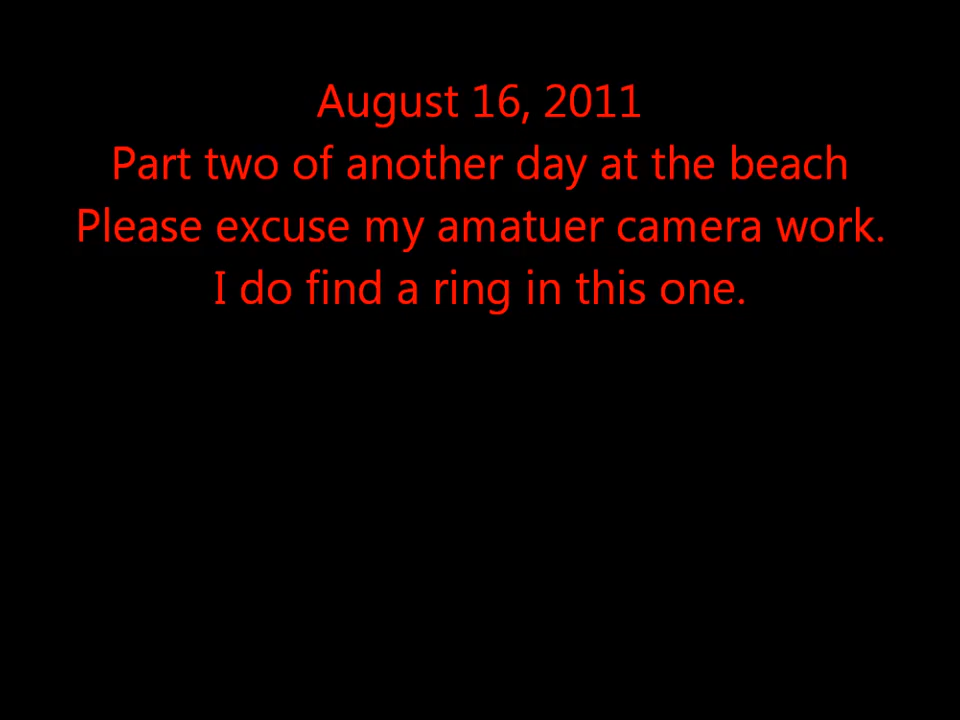 August 16, 2011
Part two of another day at the beach
Please excuse my amatuer camera work.
I do find a ring in this one.